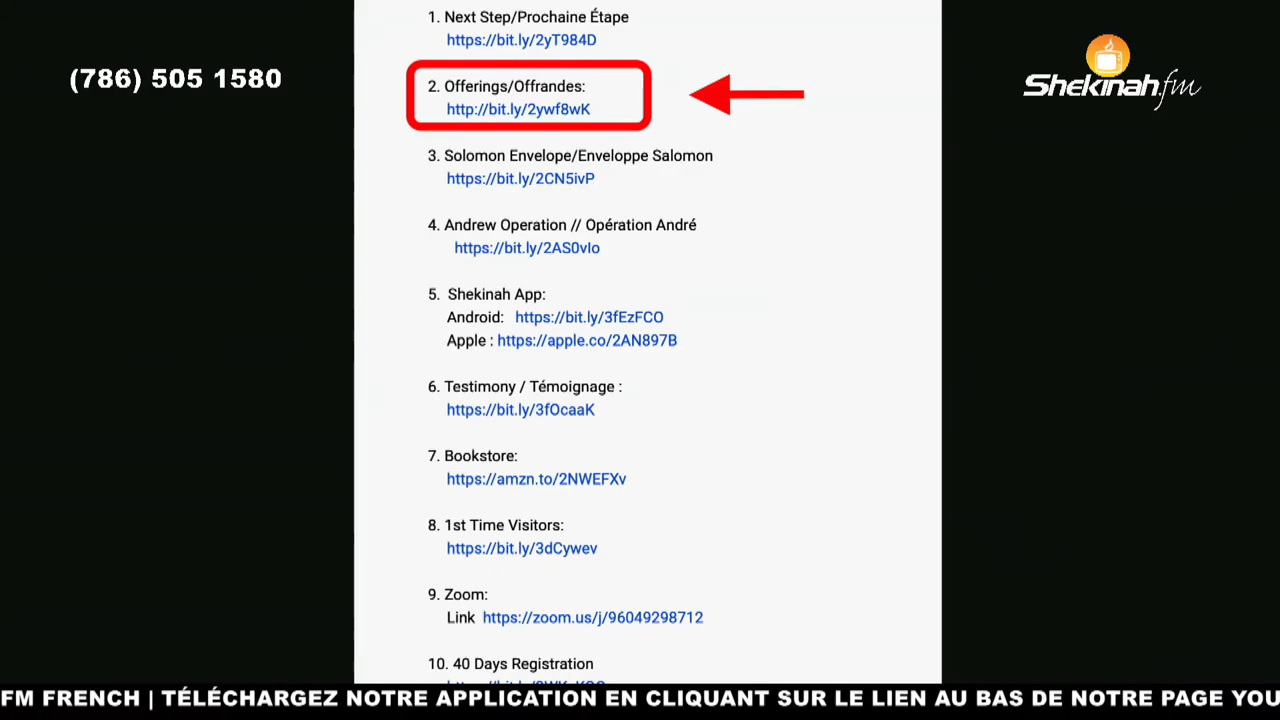 1. Next Step/Prochaine Étape
https://bit.ly/2yT984D
(786) 505 1580
2. Offerings/Offrandes:
http://bit.ly/2ywf8wK
Shekinah.fm
3. Solomon Envelope/Enveloppe Salomon
https://bit.ly/2CN5ivP
4. Andrew Operation // Opération André
https://bit.ly/2AS0vIo
5. Shekinah App:
Android: https://bit.ly/3fEzFCO
Apple : https://apple.co/2AN897B
6. Testimony / Témoignage :
https://bit.ly/3fOcaaK
7. Bookstore:
https://amzn.to/2NWEFXv
8. 1st Time Visitors:
https://bit.ly/3dCywev
9. Zoom:
Link https://zoom.us/j/96049298712
10. 40 Days Registration
FM FRENCH | TÉLÉCHARGEZ NOTRE APPLICATION EN CLIQUANT SUR LE LIEN AU BAS DE NOTRE PAGE YOU